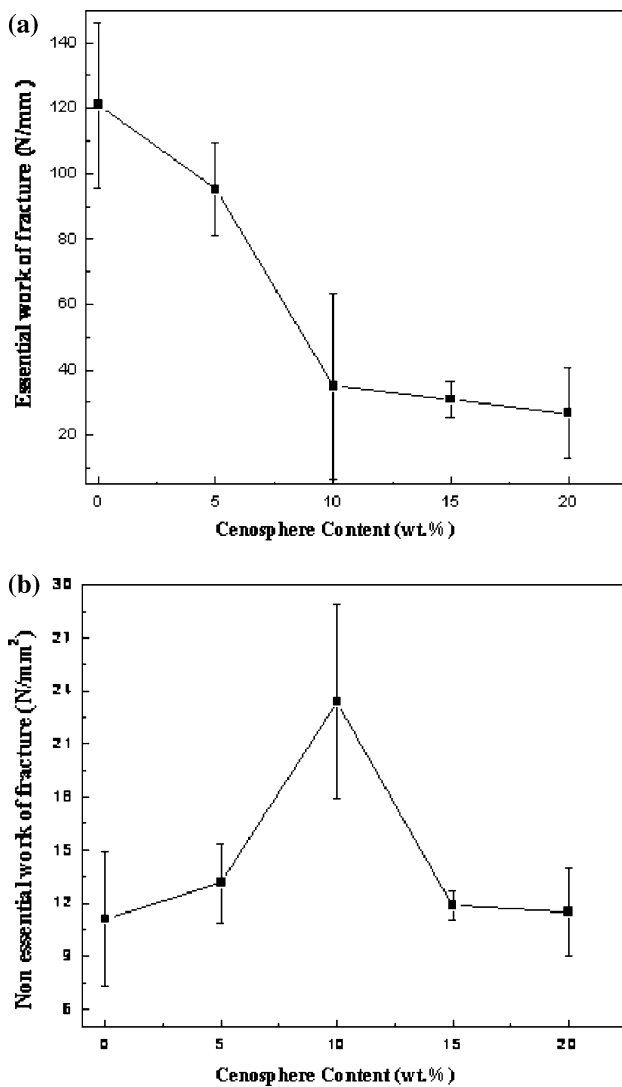 (a)
140
120
100
80
60
40
20
Essential work of fracture (N/mm)
0 5 10 15 20
Cenosphere Content (wt.%)
(b)
30
27
24
21
18
15
12
9
6
Non essential work of fracture (N/mm²)
0 5 10 15 20
Cenosphere Content (wt.%)